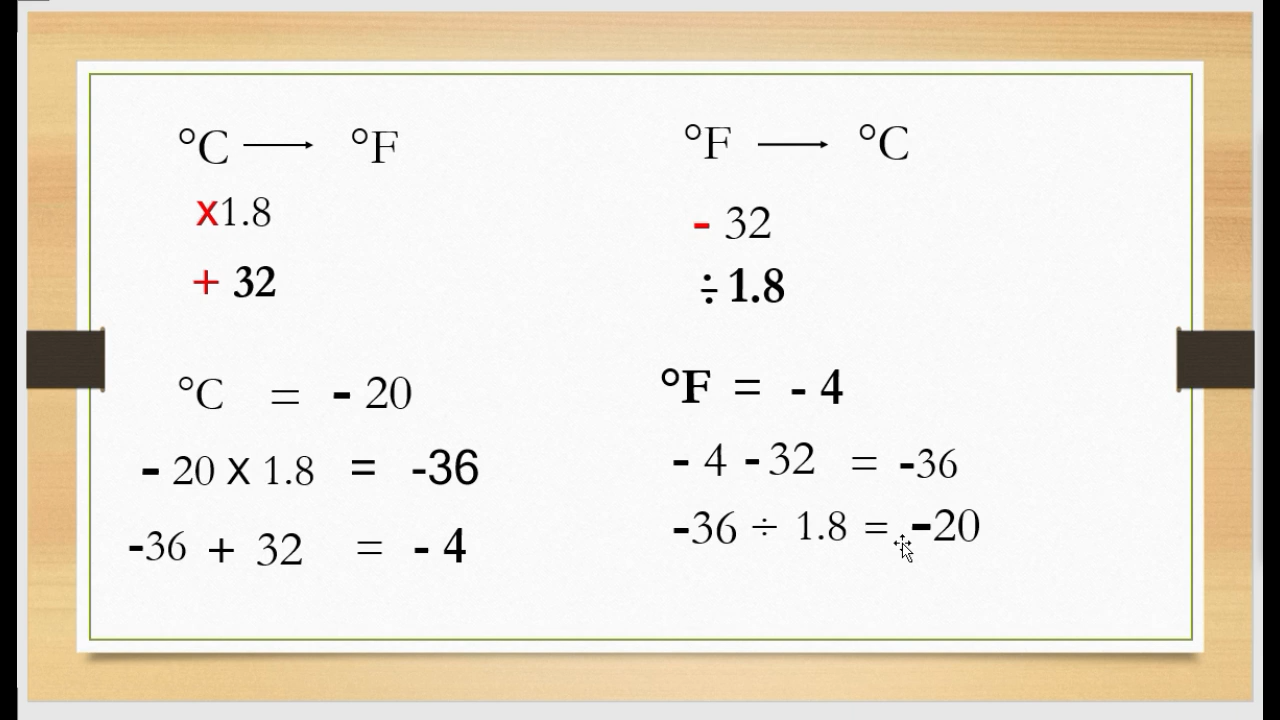 °C ⟶ °F
x1.8
+ 32
°C = - 20
- 20 x 1.8 = -36
-36 + 32 = - 4
°F ⟶ °C
- 32
÷ 1.8
°F = - 4
- 4 - 32 = -36
-36 ÷ 1.8 = -20